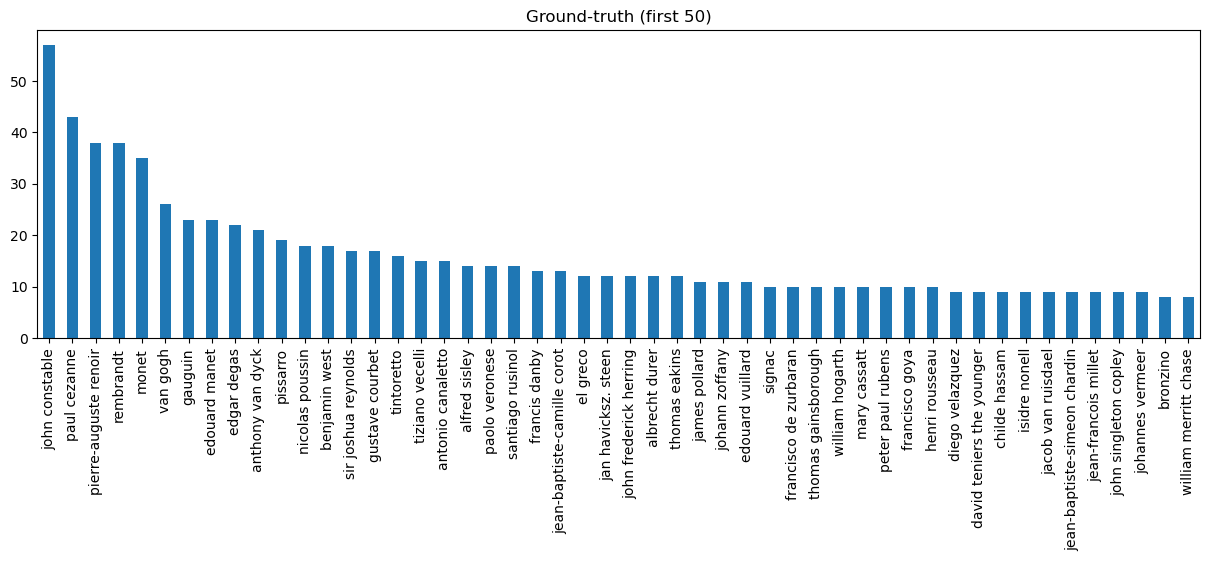 Ground-truth (first 50)
50
40
30
20
10
0
john constable
paul cezanne
pierre-auguste renoir
rembrandt
monet
van gogh
gauguin
edouard manet
edgar degas
anthony van dyck
pissarro
nicolas poussin
benjamin west
sir joshua reynolds
gustave courbet
tintoretto
tiziano vecelli
antonio canaletto
alfred sisley
paolo veronese
santiago rusinol
francis danby
jean-baptiste-camille corot
el greco
jan havicksz. steen
john frederick herring
albrecht durer
thomas eakins
james pollard
johann zoffany
edouard vuillard
signac
francisco de zurbaran
thomas gainsborough
william hogarth
mary cassatt
peter paul rubens
francisco goya
henri rousseau
diego velazquez
david teniers the younger
childe hassam
isidre nonell
jacob van ruisdael
jean-baptiste-simeon chardin
jean-francois millet
john singleton copley
johannes vermeer
bronzino
william merritt chase